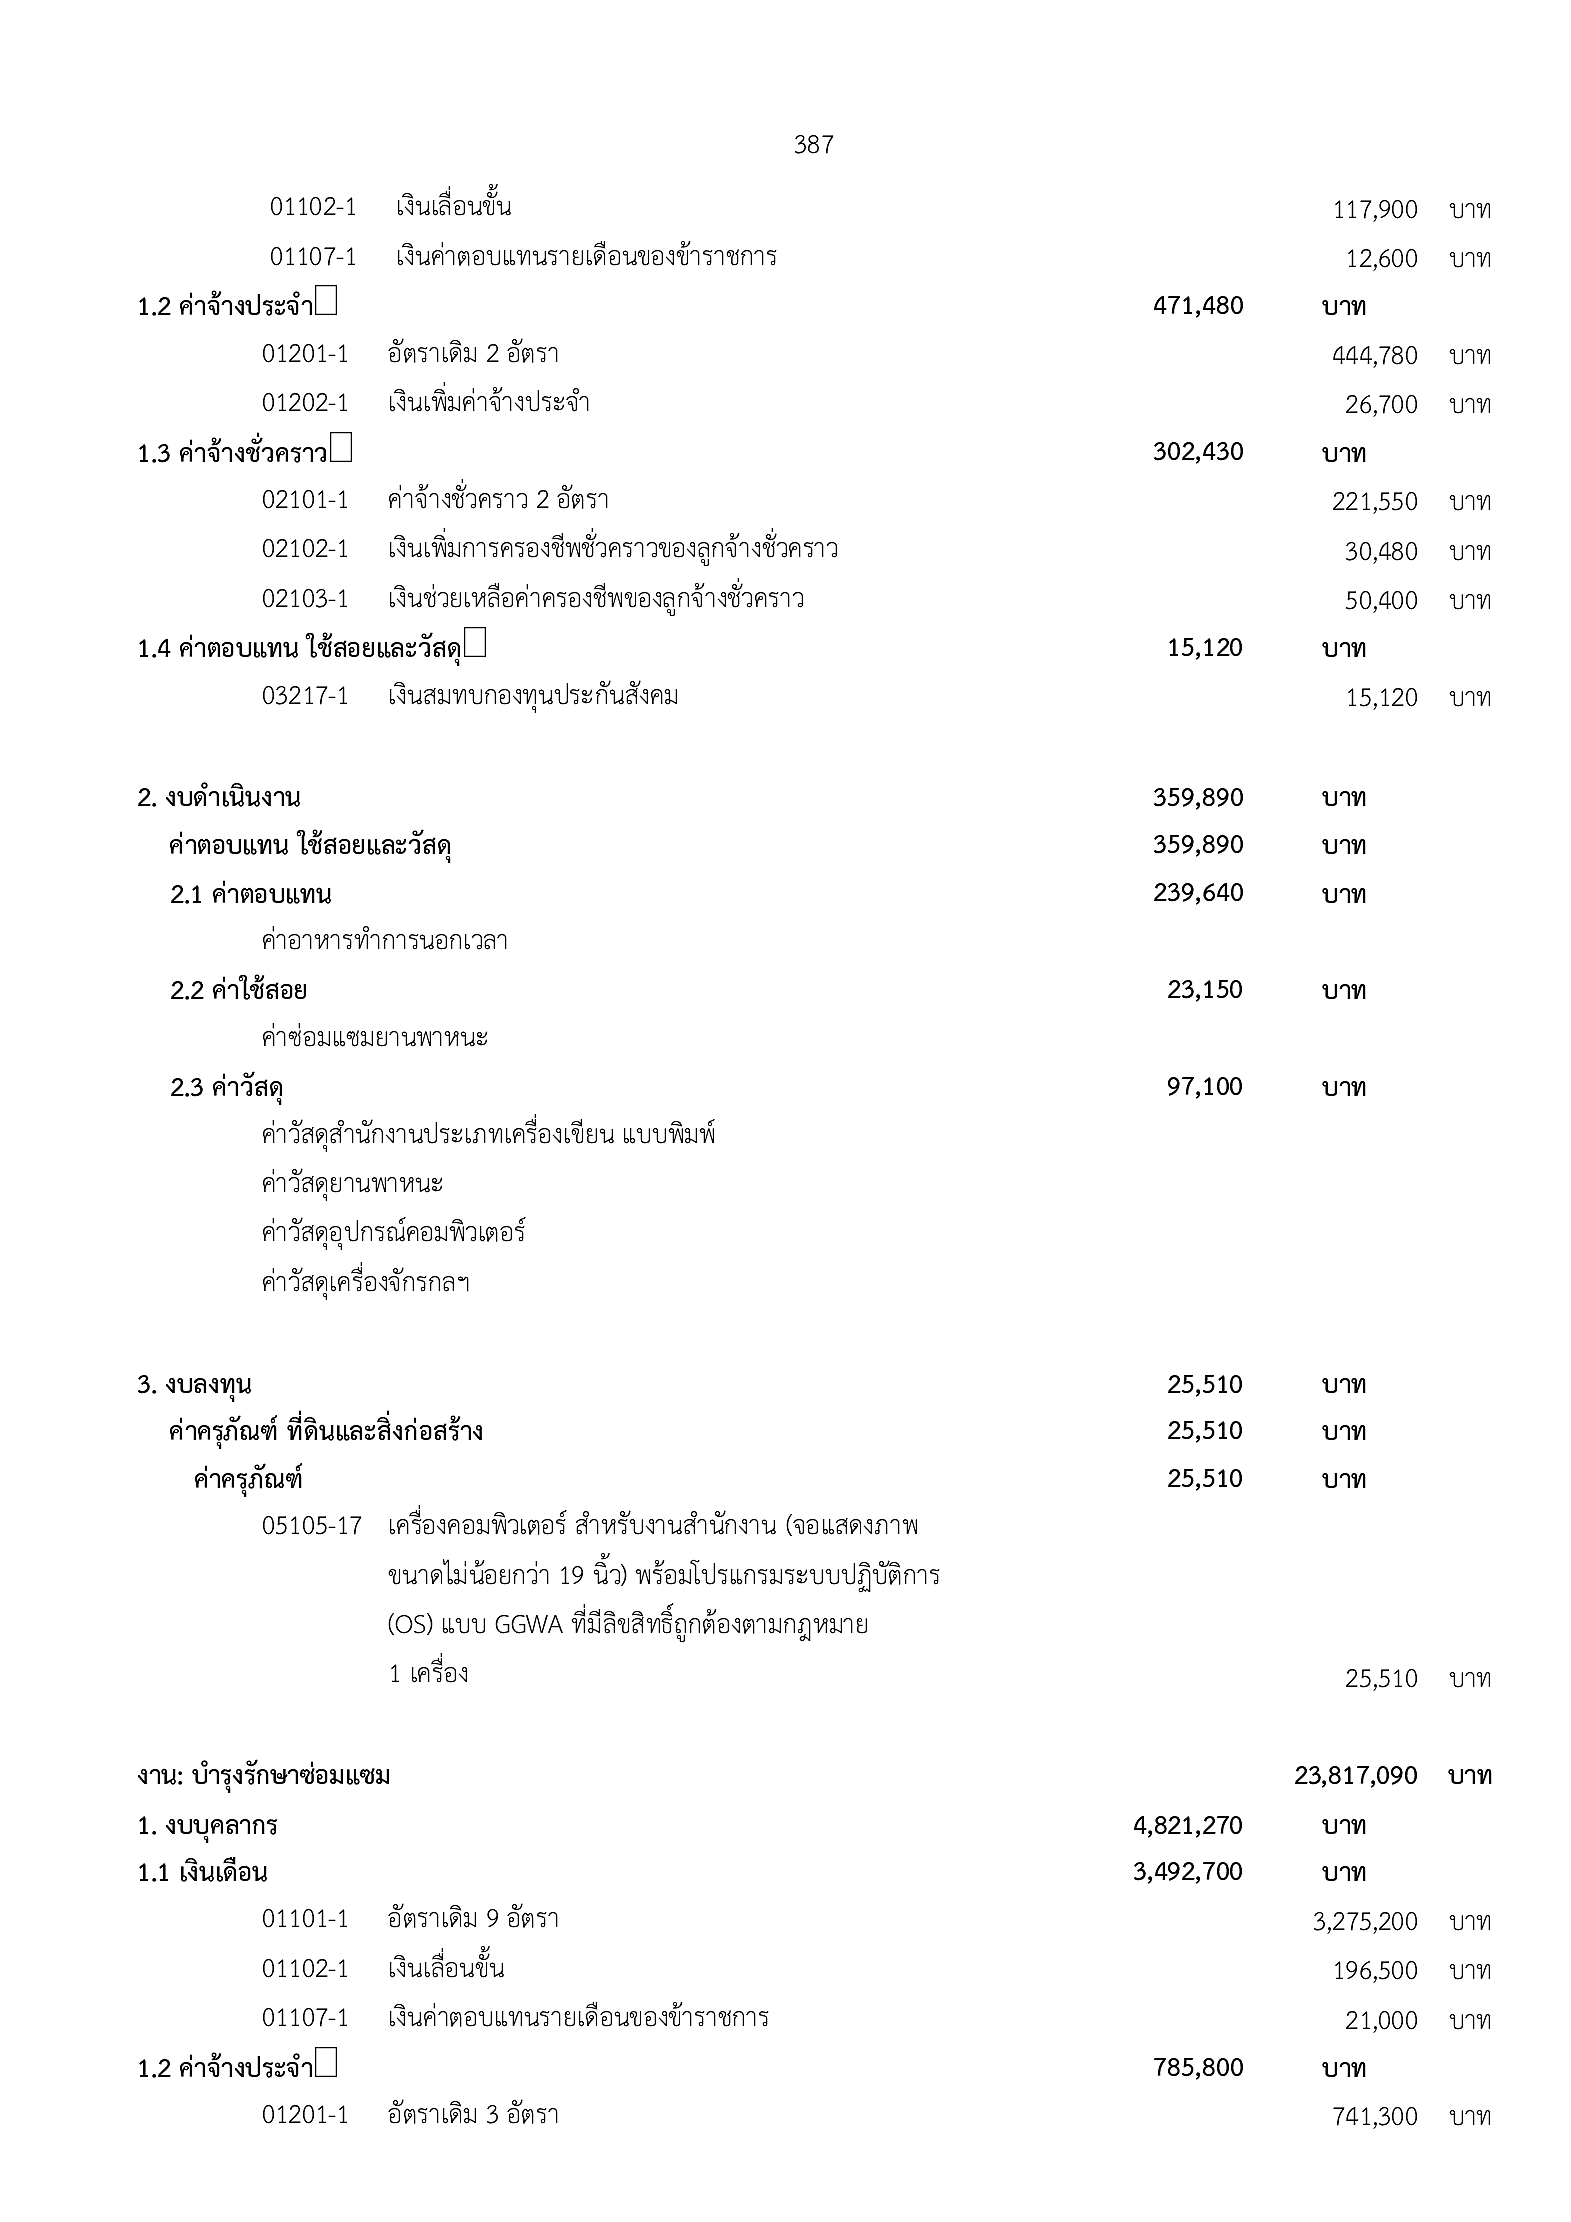 387
01102-1 เงินเลื่อนขั้น 117,900 บาท
01107-1 เงินค่าตอบแทนรายเดือนของข้าราชการ 12,600 บาท
1.2 ค่าจ้างประจำ 471,480 บาท
01201-1 อัตราเดิม 2 อัตรา 444,780 บาท
01202-1 เงินเพิ่มค่าจ้างประจำ 26,700 บาท
1.3 ค่าจ้างชั่วคราว 302,430 บาท
02101-1 ค่าจ้างชั่วคราว 2 อัตรา 221,550 บาท
02102-1 เงินเพิ่มการครองชีพชั่วคราวของลูกจ้างชั่วคราว 30,480 บาท
02103-1 เงินช่วยเหลือค่าครองชีพของลูกจ้างชั่วคราว 50,400 บาท
1.4 ค่าตอบแทน ใช้สอยและวัสดุ 15,120 บาท
03217-1 เงินสมทบกองทุนประกันสังคม 15,120 บาท
2. งบดำเนินงาน 359,890 บาท
ค่าตอบแทน ใช้สอยและวัสดุ 359,890 บาท
2.1 ค่าตอบแทน 239,640 บาท
ค่าอาหารทำการนอกเวลา
2.2 ค่าใช้สอย 23,150 บาท
ค่าซ่อมแซมยานพาหนะ
2.3 ค่าวัสดุ 97,100 บาท
ค่าวัสดุสำนักงานประเภทเครื่องเขียน แบบพิมพ์
ค่าวัสดุยานพาหนะ
ค่าวัสดุอุปกรณ์คอมพิวเตอร์
ค่าวัสดุเครื่องจักรกลฯ
3. งบลงทุน 25,510 บาท
ค่าครุภัณฑ์ ที่ดินและสิ่งก่อสร้าง 25,510 บาท
ค่าครุภัณฑ์ 25,510 บาท
05105-17 เครื่องคอมพิวเตอร์ สำหรับงานสำนักงาน (จอแสดงภาพ
ขนาดไม่น้อยกว่า 19 นิ้ว) พร้อมโปรแกรมระบบปฏิบัติการ
(OS) แบบ GGWA ที่มีลิขสิทธิ์ถูกต้องตามกฎหมาย
1 เครื่อง 25,510 บาท
งาน: บำรุงรักษาซ่อมแซม 23,817,090 บาท
1. งบบุคลากร 4,821,270 บาท
1.1 เงินเดือน 3,492,700 บาท
01101-1 อัตราเดิม 9 อัตรา 3,275,200 บาท
01102-1 เงินเลื่อนขั้น 196,500 บาท
01107-1 เงินค่าตอบแทนรายเดือนของข้าราชการ 21,000 บาท
1.2 ค่าจ้างประจำ 785,800 บาท
01201-1 อัตราเดิม 3 อัตรา 741,300 บาท